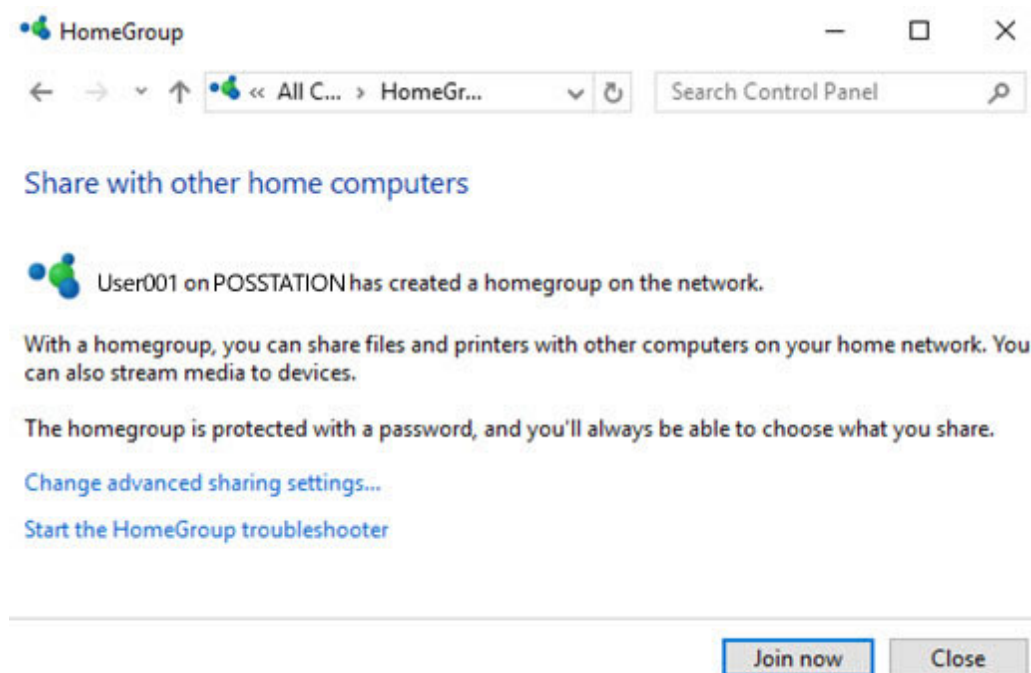 HomeGroup
« All C... › HomeGr...
Search Control Panel
Share with other home computers
User001 on POSSTATION has created a homegroup on the network.
With a homegroup, you can share files and printers with other computers on your home network. You
can also stream media to devices.
The homegroup is protected with a password, and you'll always be able to choose what you share.
Change advanced sharing settings...
Start the HomeGroup troubleshooter
Join now
Close